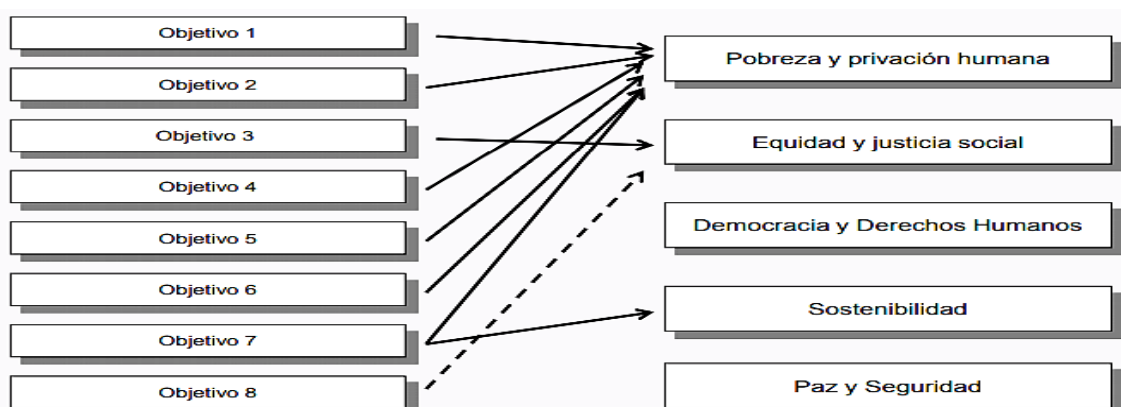 Objetivo 1
Objetivo 2
Objetivo 3
Objetivo 4
Objetivo 5
Objetivo 6
Objetivo 7
Objetivo 8
Pobreza y privación humana
Equidad y justicia social
Democracia y Derechos Humanos
Sostenibilidad
Paz y Seguridad